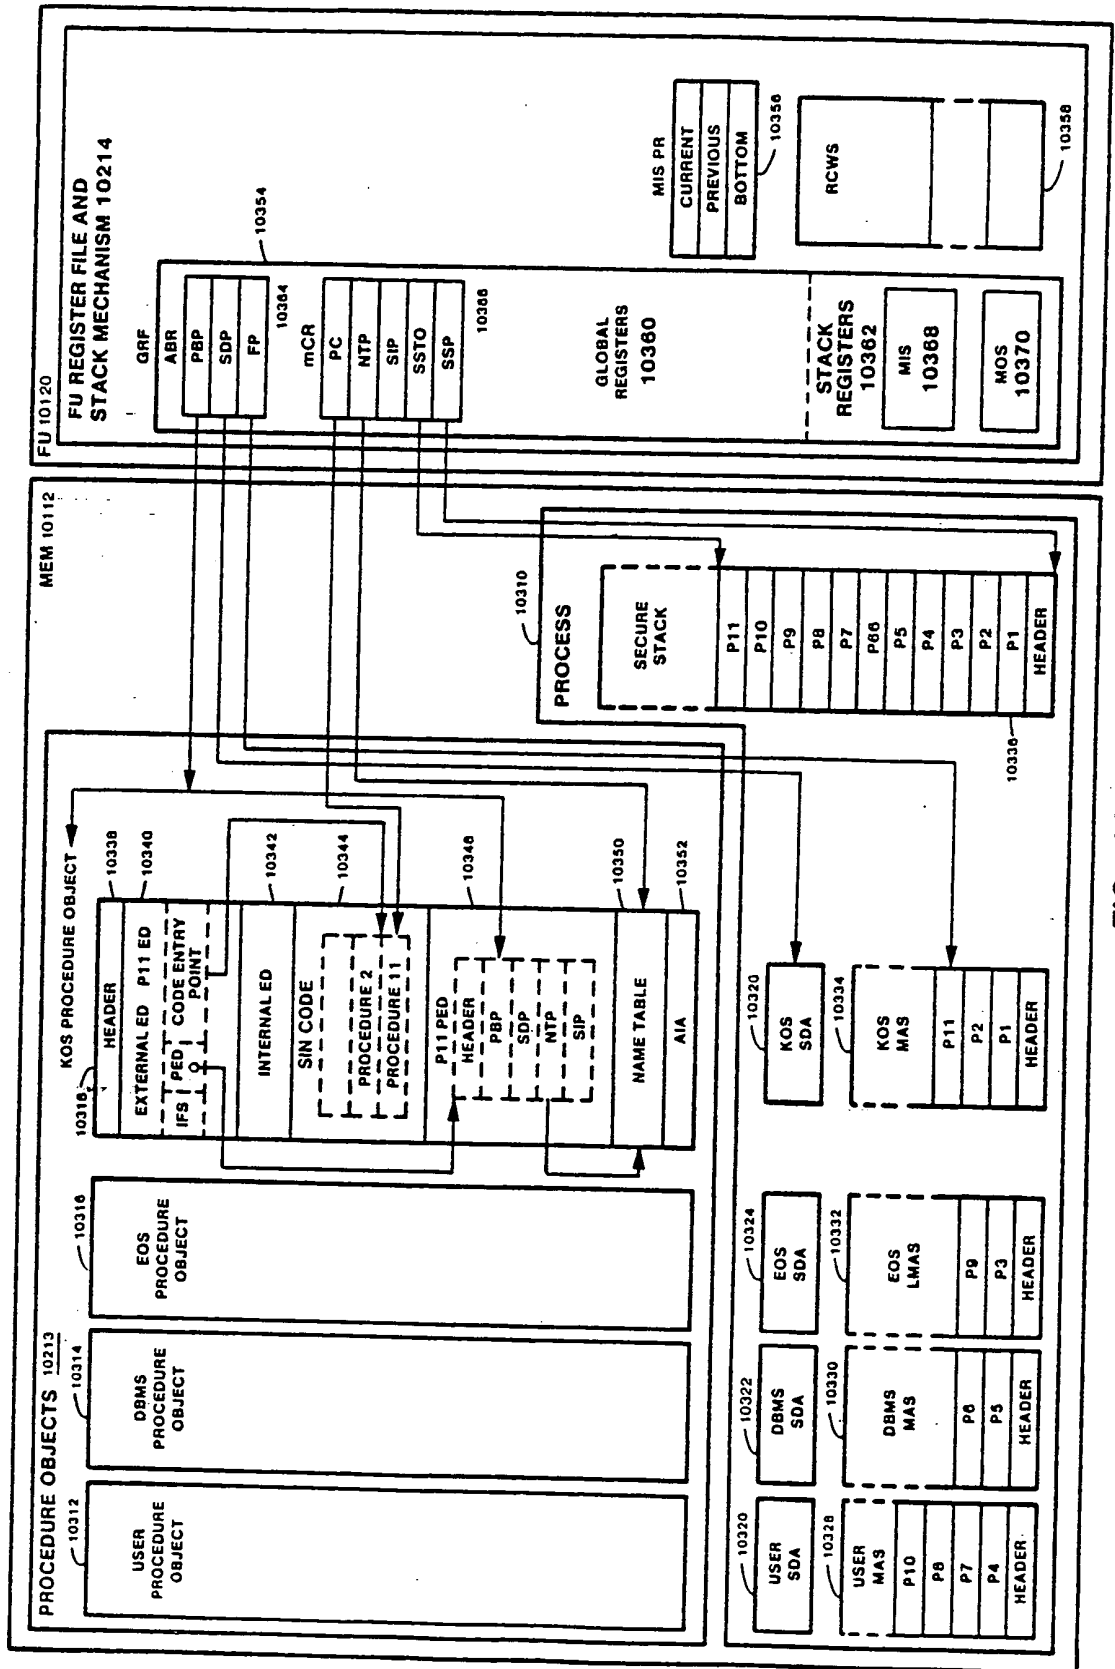 FU 10120
FU REGISTER FILE AND
STACK MECHANISM 10214
GRF
10354
ABR
PBP
SDP
FP
10364
mCR
PC
NTP
SIP
SSTO
SSP
10366
GLOBAL
REGISTERS
10360
STACK
REGISTERS
10362
MIS
10368
MOS
10370
MIS PR
CURRENT
PREVIOUS
BOTTOM
10356
RCWS
10358
MEM 10112
PROCEDURE OBJECTS 10213
10312
USER
PROCEDURE
OBJECT
10314
DBMS
PROCEDURE
OBJECT
10316
EOS
PROCEDURE
OBJECT
KOS PROCEDURE OBJECT
10318
HEADER
10338
EXTERNAL ED P11 ED
10340
IFS PED CODE ENTRY
POINT
INTERNAL ED
10342
SIN CODE
10344
PROCEDURE 2
PROCEDURE 11
P11 PED
10348
HEADER
PBP
SDP
NTP
SIP
NAME TABLE
10350
AIA
10352
10310
PROCESS
SECURE
STACK
P11
P10
P9
P8
P7
P66
P5
P4
P3
P2
P1
HEADER
10336
10320
USER
SDA
10322
DBMS
SDA
10324
EOS
SDA
10320
KOS
SDA
10328
USER
MAS
P10
P8
P7
P4
HEADER
10330
DBMS
MAS
P6
P5
HEADER
10332
EOS
LMAS
P9
P3
HEADER
10334
KOS
MAS
P11
P2
P1
HEADER